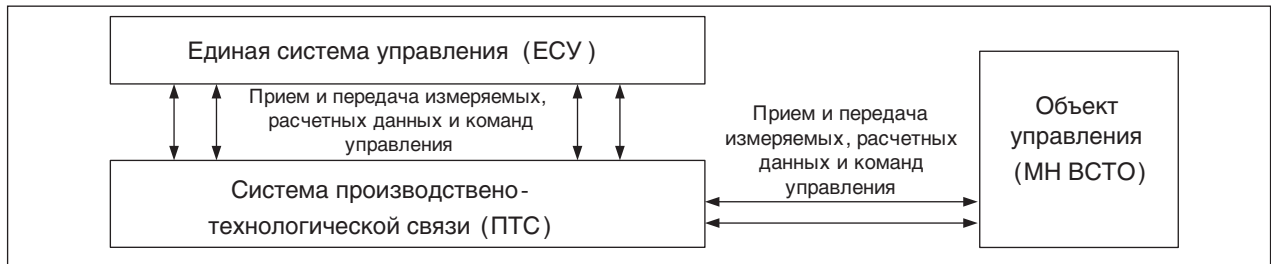 Единая система управления (ЕСУ)
Прием и передача измеряемых,
расчетных данных и команд
управления
Система производствено-
технологической связи (ПТС)
Прием и передача
измеряемых, расчетных
данных и команд
управления
Объект
управления
(МН ВСТО)